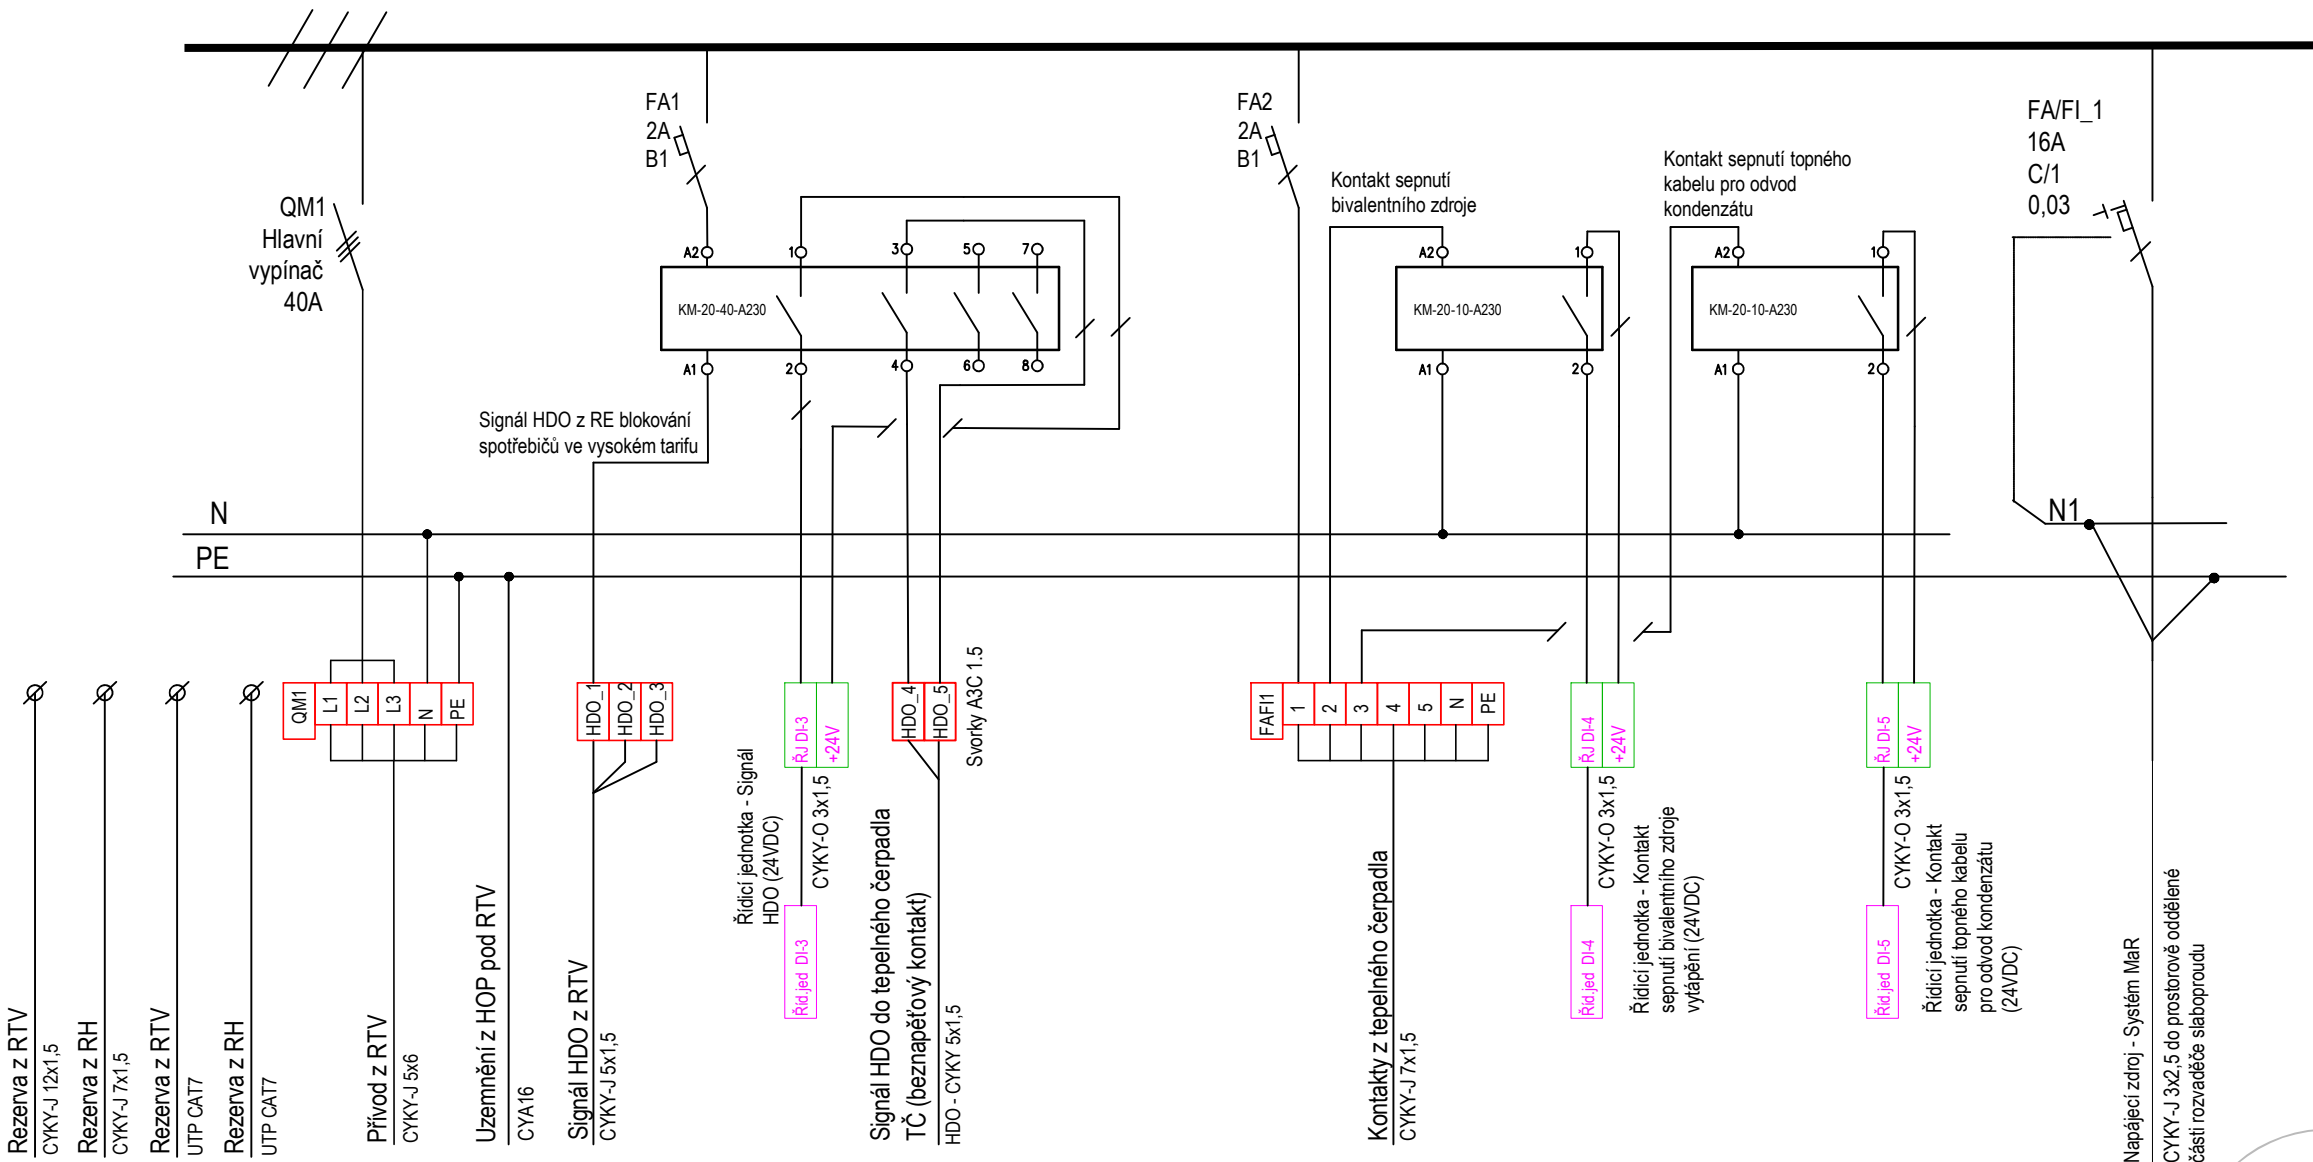 QM1
Hlavní
vypínač
40A
FA1
2A
B1
A2
1
3
5
7
KM-20-40-A230
A1
2
4
6
8
Signál HDO z RE blokování
spotřebičů ve vysokém tarifu
FA2
2A
B1
Kontakt sepnutí
bivalentního zdroje
A2
1
KM-20-10-A230
A1
2
Kontakt sepnutí topného
kabelu pro odvod
kondenzátu
A2
1
KM-20-10-A230
A1
2
FA/FI_1
16A
C/1
0,03
N
PE
N1
QM1
L1
L2
L3
N
PE
HDO_1
HDO_2
HDO_3
ŘJ DI-3
+24V
HDO_4
HDO_5
Svorky A3C 1.5
FAFI1
1
2
3
4
5
N
PE
ŘJ DI-4
+24V
ŘJ DI-5
+24V
Rezerva z RTV
CYKY-J 12x1,5
Rezerva z RH
CYKY-J 7x1,5
Rezerva z RTV
UTP CAT7
Rezerva z RH
UTP CAT7
Přívod z RTV
CYKY-J 5x6
Uzemnění z HOP pod RTV
CYA16
Signál HDO z RTV
CYKY-J 5x1,5
Řídicí jednotka - Signál
HDO (24VDC)
CYKY-O 3x1,5
Říd.jed DI-3
Signál HDO do tepelného čerpadla
TČ (beznapěťový kontakt)
HDO - CYKY 5x1,5
Kontakty z tepelného čerpadla
CYKY-J 7x1,5
CYKY-O 3x1,5
Říd.jed DI-4
Řídicí jednotka - Kontakt
sepnutí bivalentního zdroje
vytápění (24VDC)
CYKY-O 3x1,5
Říd.jed DI-5
Řídicí jednotka - Kontakt
sepnutí topného kabelu
pro odvod kondenzátu
(24VDC)
Napájecí zdroj - Systém MaR
CYKY-J 3x2,5 do prostorově oddělené
části rozvaděče slaboproudu